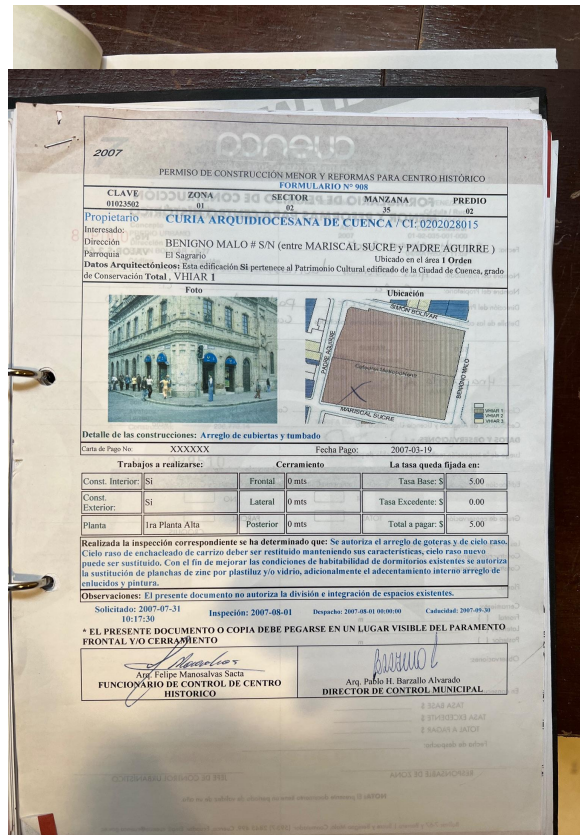 2007
PERMISO DE CONSTRUCCIÓN MENOR Y REFORMAS PARA CENTRO HISTÓRICO
FORMULARIO N° 908
CLAVE ZONA SECTOR MANZANA PREDIO
01023502 01 02 35 02
Propietario CURIA ARQUIDIOCESANA DE CUENCA / CI: 0202028015
Interesado:
Dirección BENIGNO MALO # S/N (entre MARISCAL SUCRE y PADRE AGUIRRE )
Parroquia El Sagrario Ubicado en el área 1 Orden
Datos Arquitectónicos: Esta edificación Si pertenece al Patrimonio Cultural edificado de la Ciudad de Cuenca, grado
de Conservación Total , VHIAR 1
Foto Ubicación
SIMON BOLIVAR
PADRE AGUIRRE
BENIGNO MALO
MARISCAL SUCRE
VHIAR 1
VHIAR 2
VHIAR 3
Detalle de las construcciones: Arreglo de cubiertas y tumbado
Carta de Pago No: XXXXXX Fecha Pago: 2007-03-19
Trabajos a realizarse: Cerramiento La tasa queda fijada en:
Const. Interior: Si Frontal 0 mts Tasa Base: $ 5.00
Const. Exterior: Si Lateral 0 mts Tasa Excedente: $ 0.00
Planta 1ra Planta Alta Posterior 0 mts Total a pagar: $ 5.00
Realizada la inspección correspondiente se ha determinado que: Se autoriza el arreglo de goteras y de cielo raso.
Cielo raso de enchacleado de carrizo deber ser restituido manteniendo sus características, cielo raso nuevo
puede ser sustituido. Con el fin de mejorar las condiciones de habitabilidad de dormitorios existentes se autoriza
la sustitución de planchas de zinc por plastiluz y/o vidrio, adicionalmente el adecentamiento interno arreglo de
enlucidos y pintura.
Observaciones: El presente documento no autoriza la división e integración de espacios existentes.
Solicitado: 2007-07-31 Inspección: 2007-08-01 Despacho: 2007-08-01 00:00:00 Caducidad: 2007-09-30
10:17:30
* EL PRESENTE DOCUMENTO O COPIA DEBE PEGARSE EN UN LUGAR VISIBLE DEL PARAMENTO
FRONTAL Y/O CERRAMIENTO
Arq. Felipe Manosalvas Sacta
FUNCIONARIO DE CONTROL DE CENTRO
HISTORICO
Arq. Pablo H. Barzallo Alvarado
DIRECTOR DE CONTROL MUNICIPAL